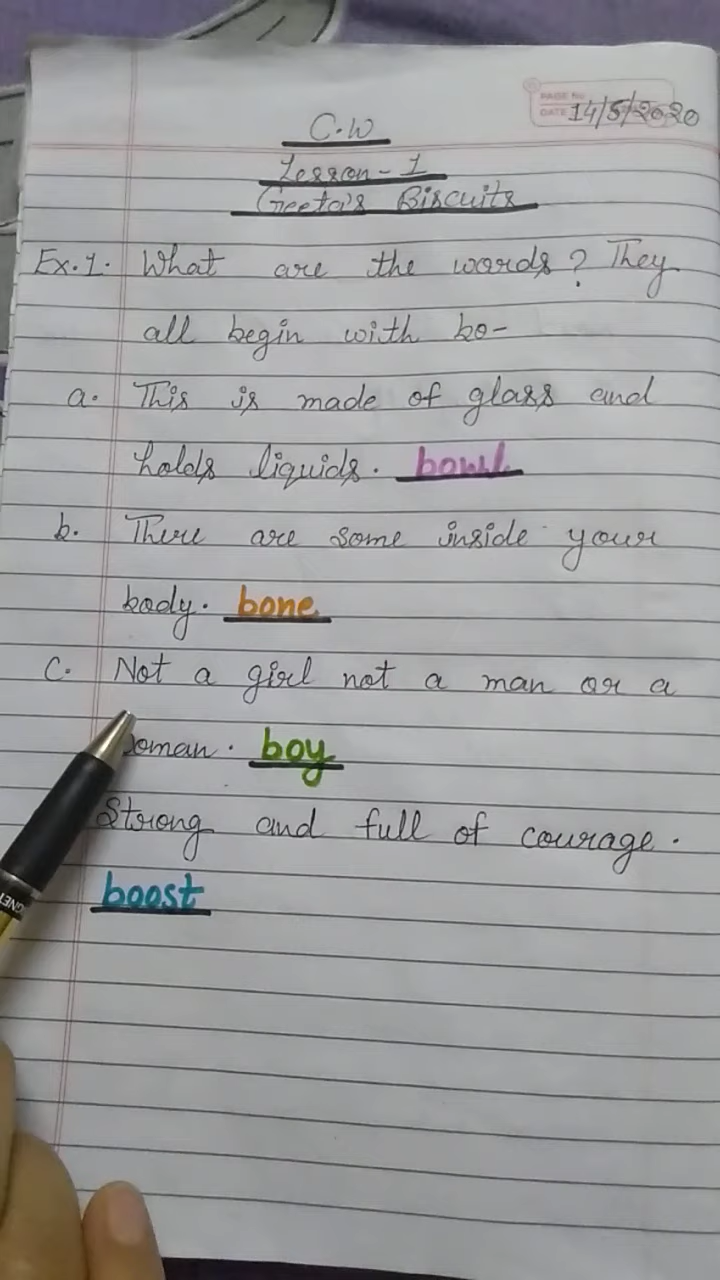 PAGE No.
DATE 14/5/2020
C.W
Lesson - 1
Geeta's Biscuits
Ex.1. What are the words? They
all begin with bo-
a. This is made of glass and
holds liquids. bowl
b. There are some inside your
body. bone
c. Not a girl not a man or a
woman. boy
Strong and full of courage.
boost